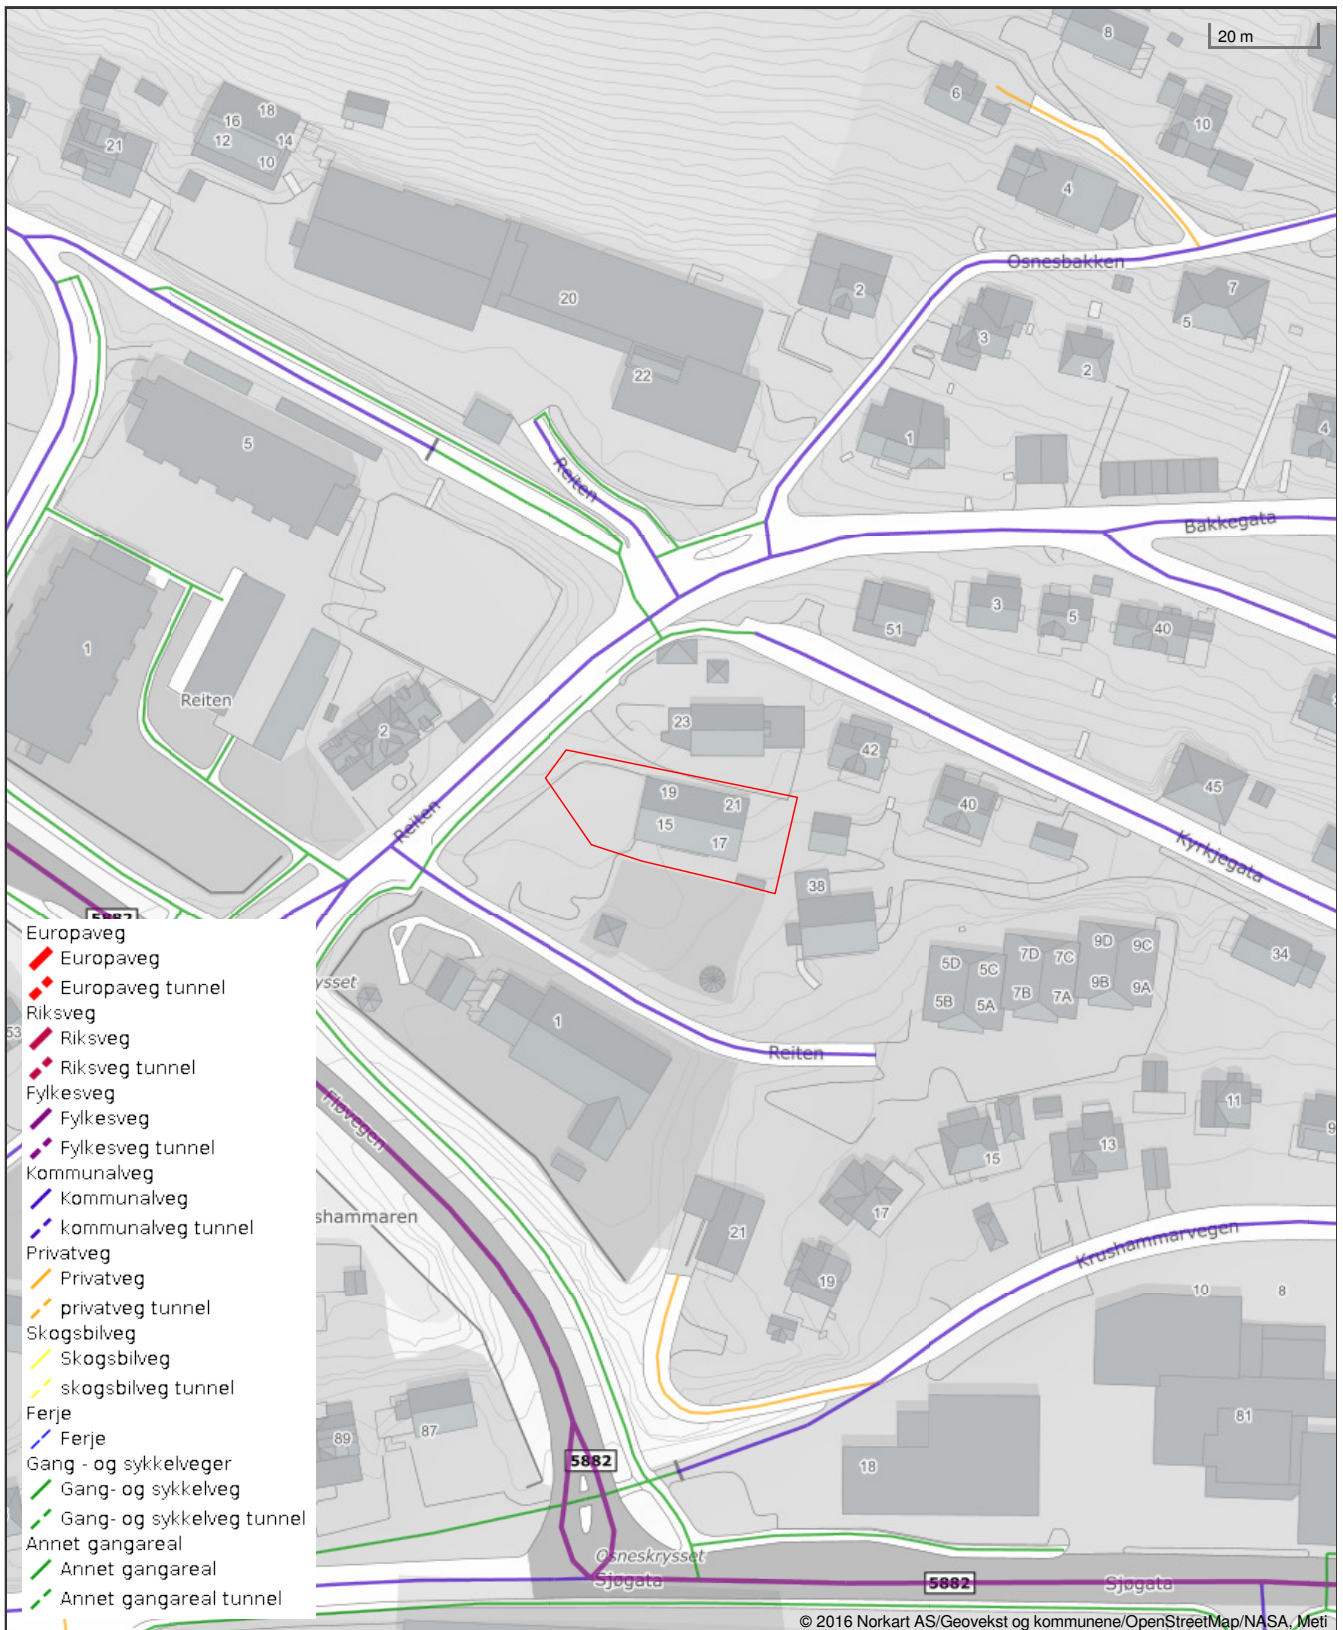 20 m
8
6
10
18
16
12
14
10
21
4
Osnesbakken
20
2
7
5
3
2
22
1
4
5
Reiten
Bakkegata
3
51
5
40
1
Reiten
2
23
42
45
19
21
15
17
40
Reiten
Kyrkjegata
38
5882
34
9D
9C
7D
7C
5D
5C
9B
9A
7B
7A
5B
5A
ysset
53
1
Reiten
Fløvegen
11
9
13
15
17
21
19
shammaren
Krushammarvegen
10
8
81
89
87
18
5882
Osneskrysset
Sjøgata
5882
Sjøgata
Europaveg
Europaveg
Europaveg tunnel
Riksveg
Riksveg
Riksveg tunnel
Fylkesveg
Fylkesveg
Fylkesveg tunnel
Kommunalveg
Kommunalveg
kommunalveg tunnel
Privatveg
Privatveg
privatveg tunnel
Skogsbilveg
Skogsbilveg
skogsbilveg tunnel
Ferje
Ferje
Gang - og sykkelveger
Gang- og sykkelveg
Gang- og sykkelveg tunnel
Annet gangareal
Annet gangareal
Annet gangareal tunnel
© 2016 Norkart AS/Geovekst og kommunene/OpenStreetMap/NASA, Meti